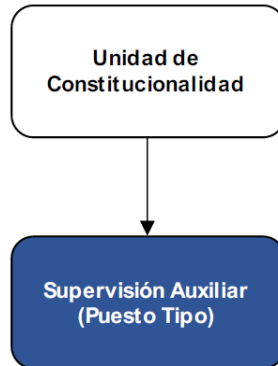 Unidad de
Constitucionalidad
Supervisión Auxiliar
(Puesto Tipo)